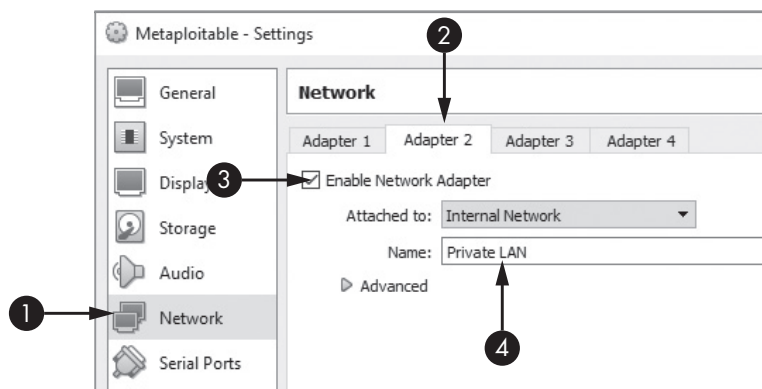 Metaploitable - Settings
2
General
Network
System
Adapter 1 Adapter 2 Adapter 3 Adapter 4
Display
3
Enable Network Adapter
Attached to: Internal Network
Storage
Name: Private LAN
Audio
Advanced
1
Network
4
Serial Ports